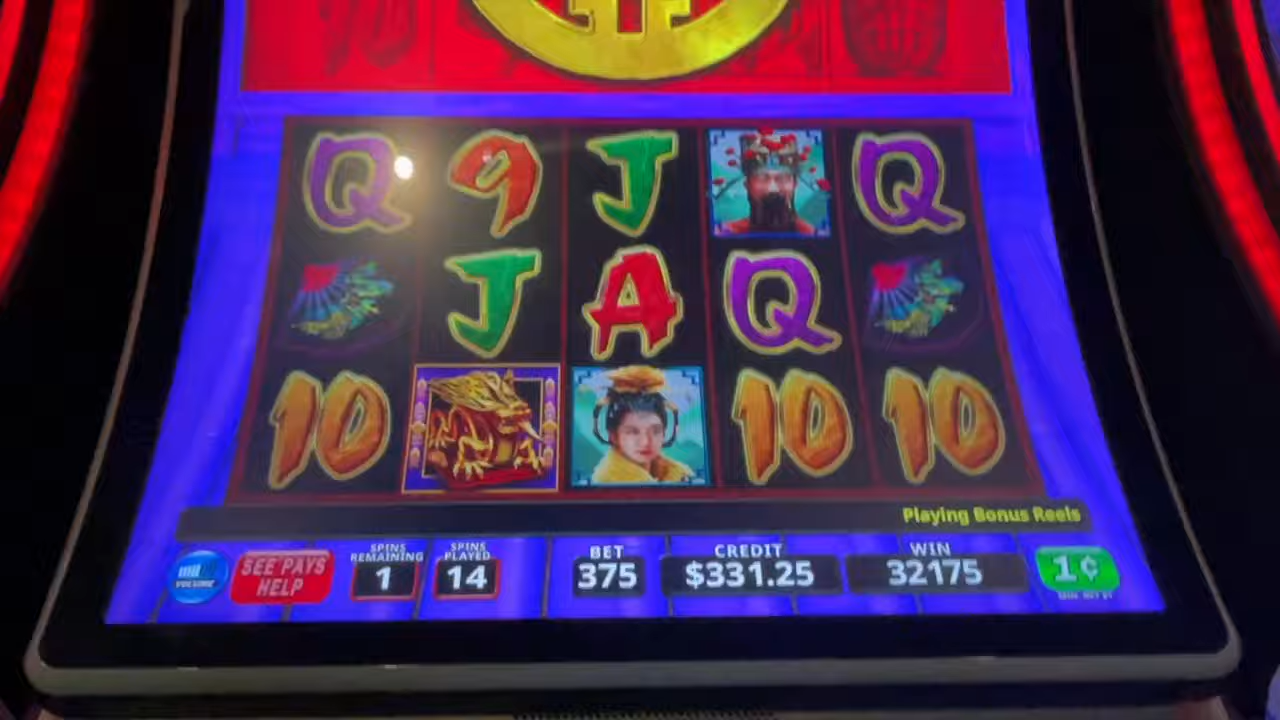 Q 9 J Q
J A Q
10 10 10
Playing Bonus Reels
SEE PAYS
HELP
SPINS
REMAINING
1
SPINS
PLAYED
14
BET
375
CREDIT
$331.25
WIN
32175
1¢
VOLUME